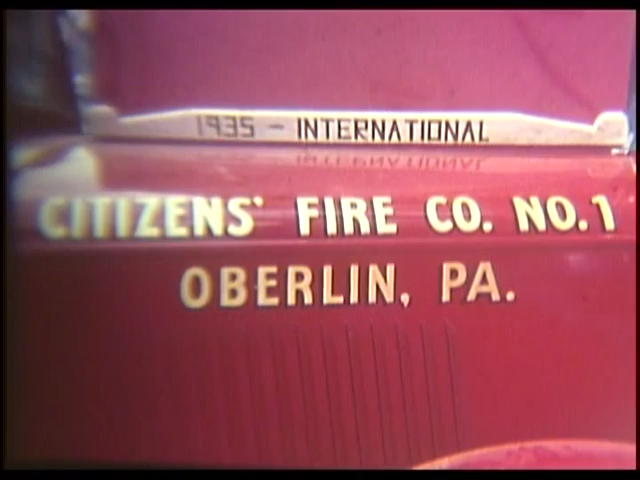 1935 - INTERNATIONAL
CITIZENS' FIRE CO. NO. 1
OBERLIN, PA.